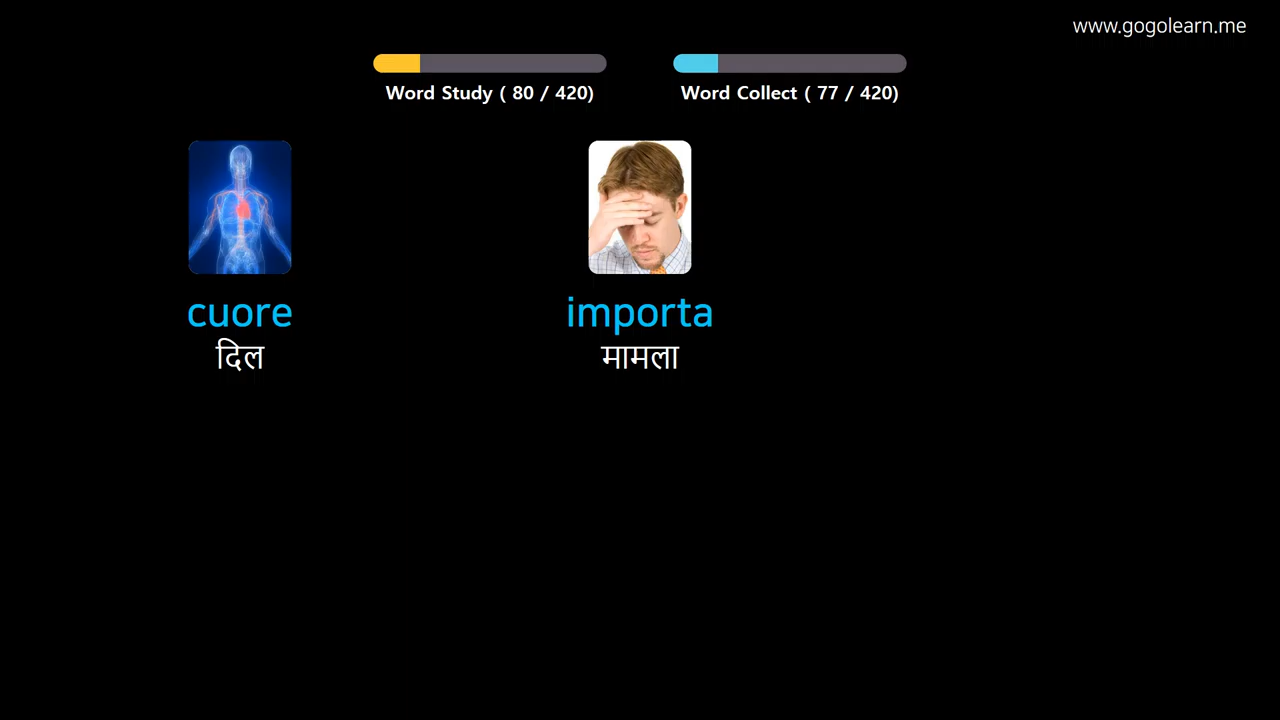 www.gogolearn.me
Word Study ( 80 / 420)
Word Collect ( 77 / 420)
cuore
दिल
importa
मामला